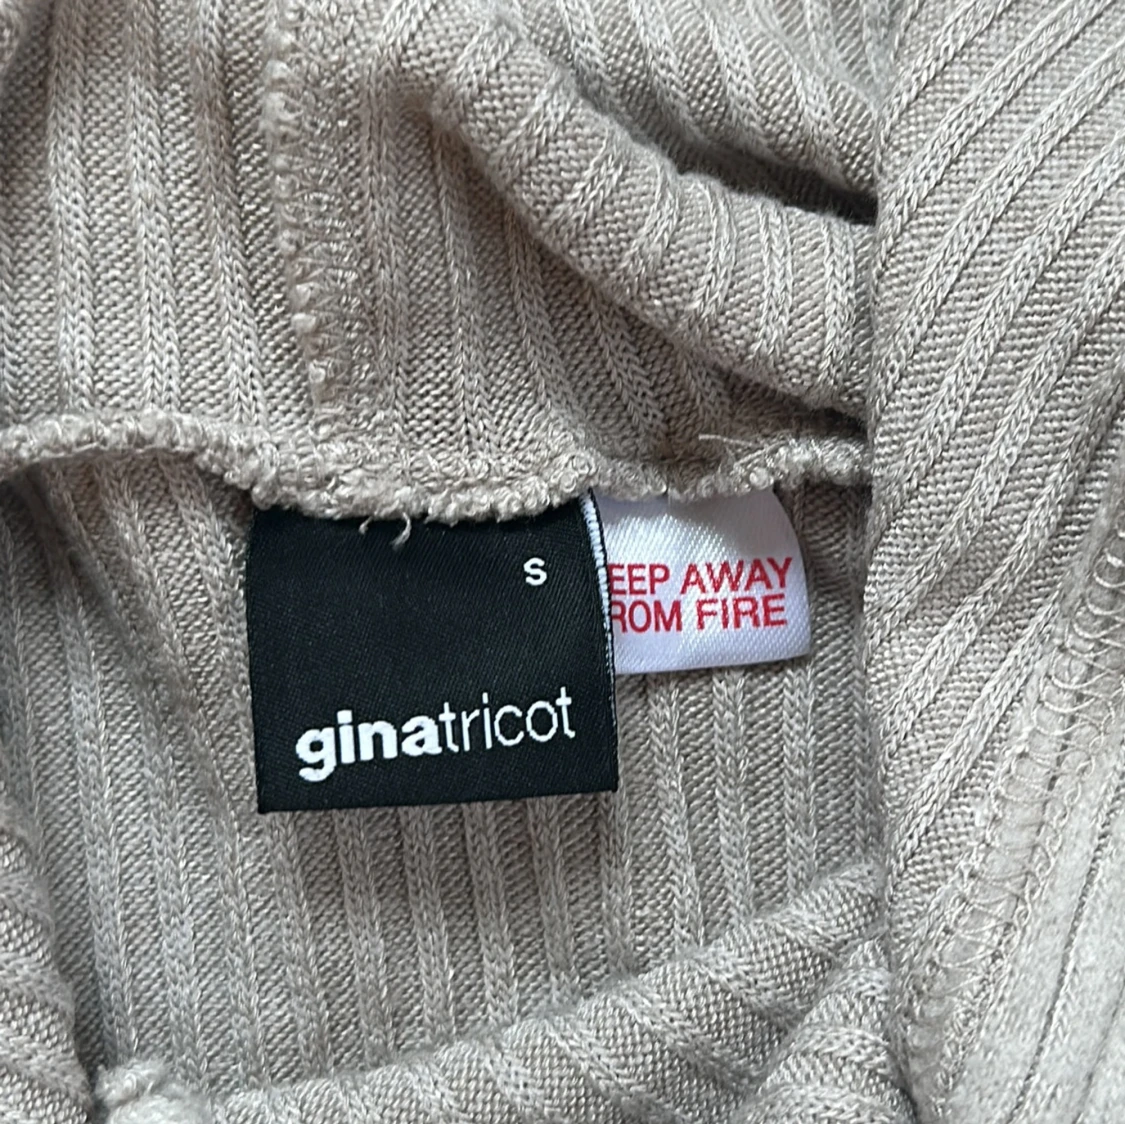 s
ginatricot
EEP AWAY
ROM FIRE